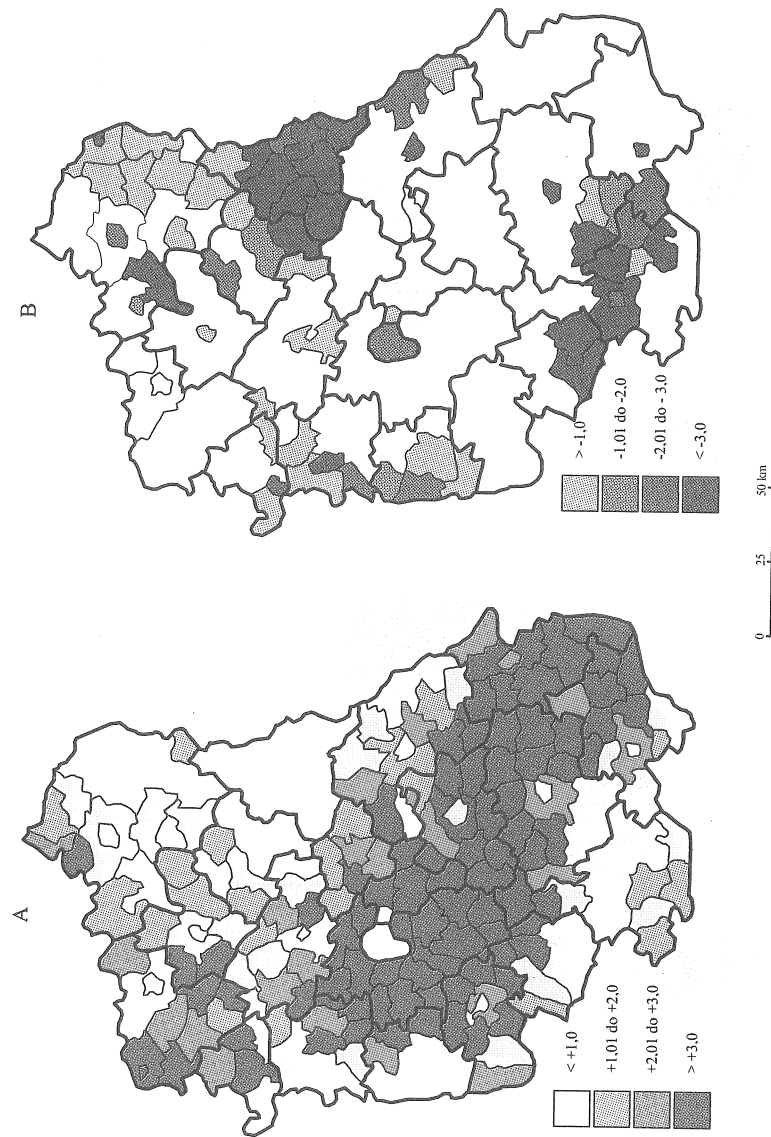 A
< +1,0
+1,01 do +2,0
+2,01 do +3,0
> +3,0
B
> -1,0
-1,01 do -2,0
-2,01 do - 3,0
< -3,0
0 25 50 km